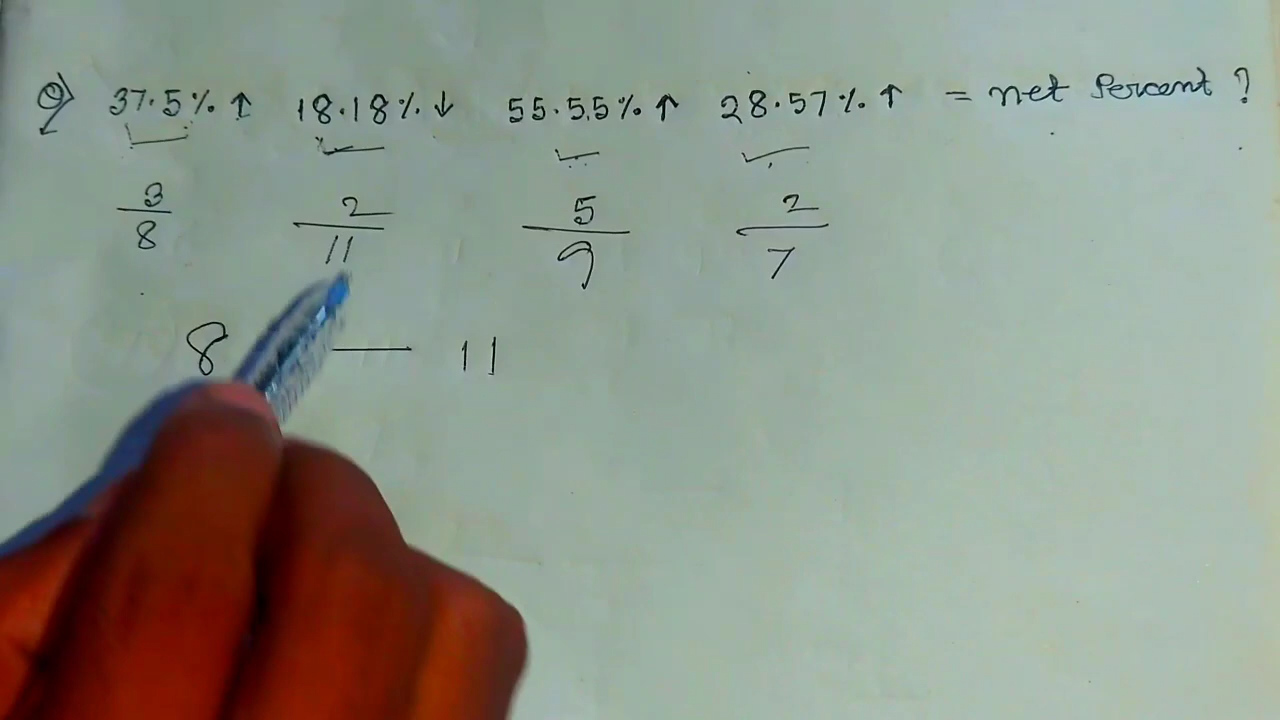 Q) 37.5% ↑ 18.18% ↓ 55.55% ↑ 28.57% ↑ = net Percent ?
3/8 2/11 5/9 2/7
8 — 11